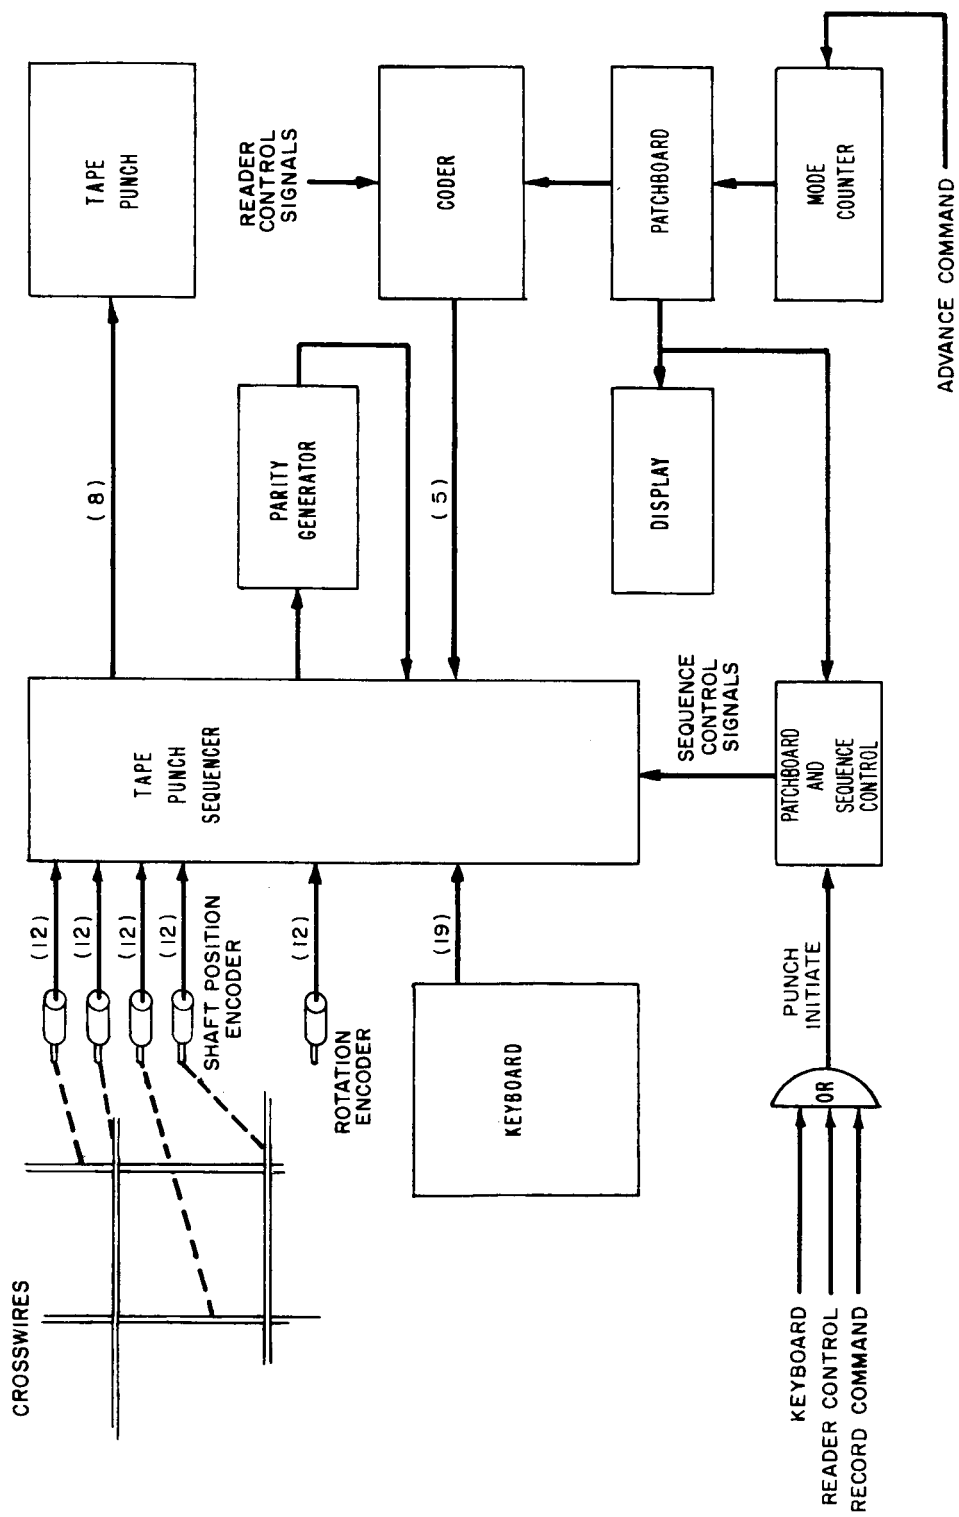 CROSSWIRES
(12)
(12)
(12)
(12)
SHAFT POSITION
ENCODER
(12)
ROTATION
ENCODER
(19)
KEYBOARD
TAPE
PUNCH
SEQUENCER
(8)
TAPE
PUNCH
PARITY
GENERATOR
(5)
READER
CONTROL
SIGNALS
CODER
PATCHBOARD
MODE
COUNTER
ADVANCE COMMAND
DISPLAY
SEQUENCE
CONTROL
SIGNALS
PATCHBOARD
AND
SEQUENCE
CONTROL
PUNCH
INITIATE
OR
KEYBOARD
READER CONTROL
RECORD COMMAND